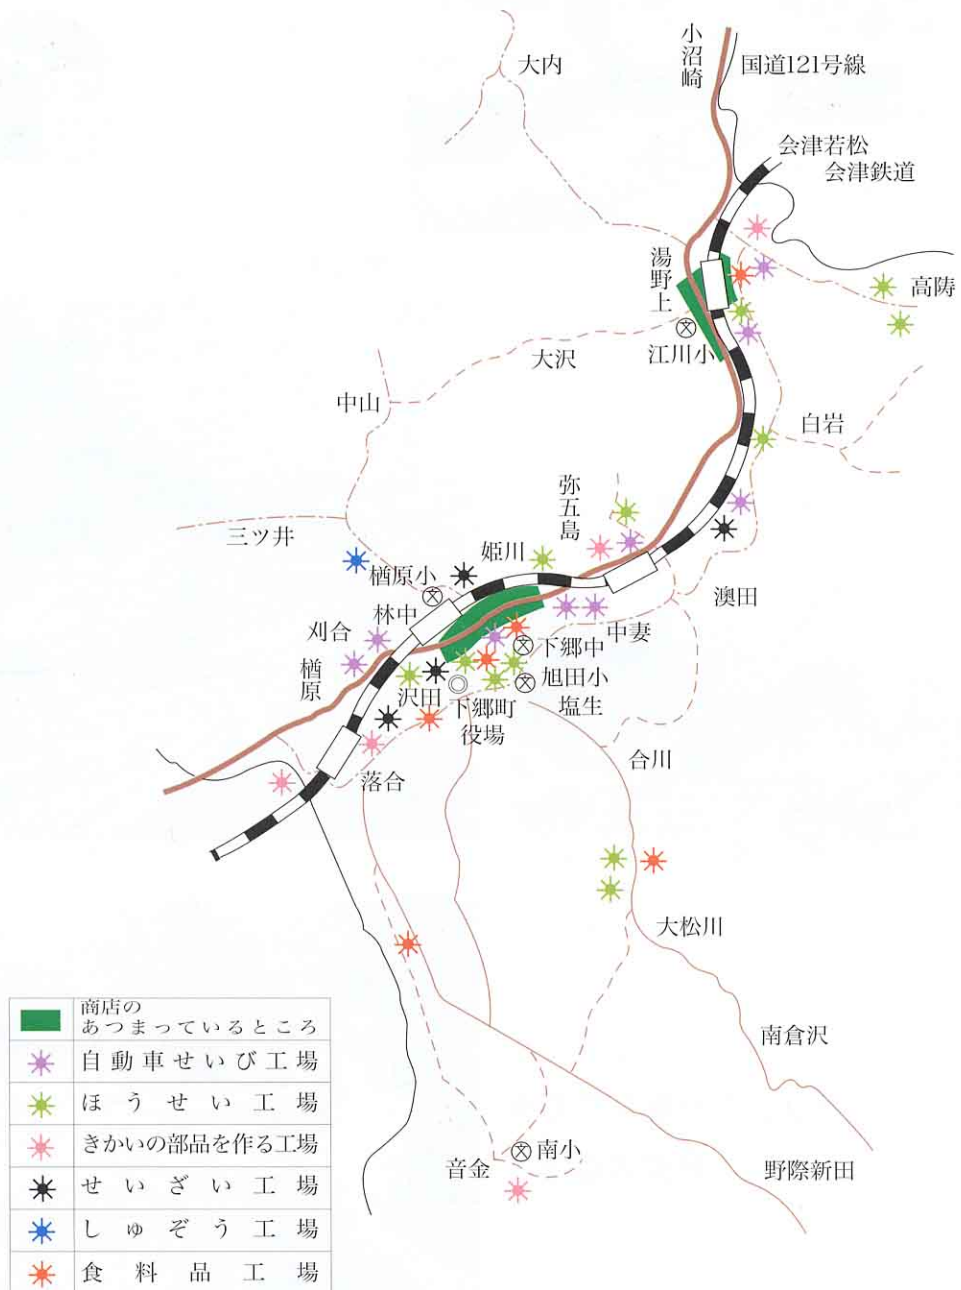 小沼崎
大内
国道121号線
会津若松
会津鉄道
湯野上
高陦
江川小
大沢
中山
白岩
弥五島
三ツ井
姫川
楢原小
澳田
林中
中妻
刈合
下郷中
楢原
旭田小
沢田
下郷町
役場
塩生
合川
落合
大松川
南倉沢
南小
音金
野際新田
商店の
あつまっているところ
自動車せいび工場
ほうせい工場
きかいの部品を作る工場
せいざい工場
しゅぞう工場
食料品工場
文
文
文
文
文